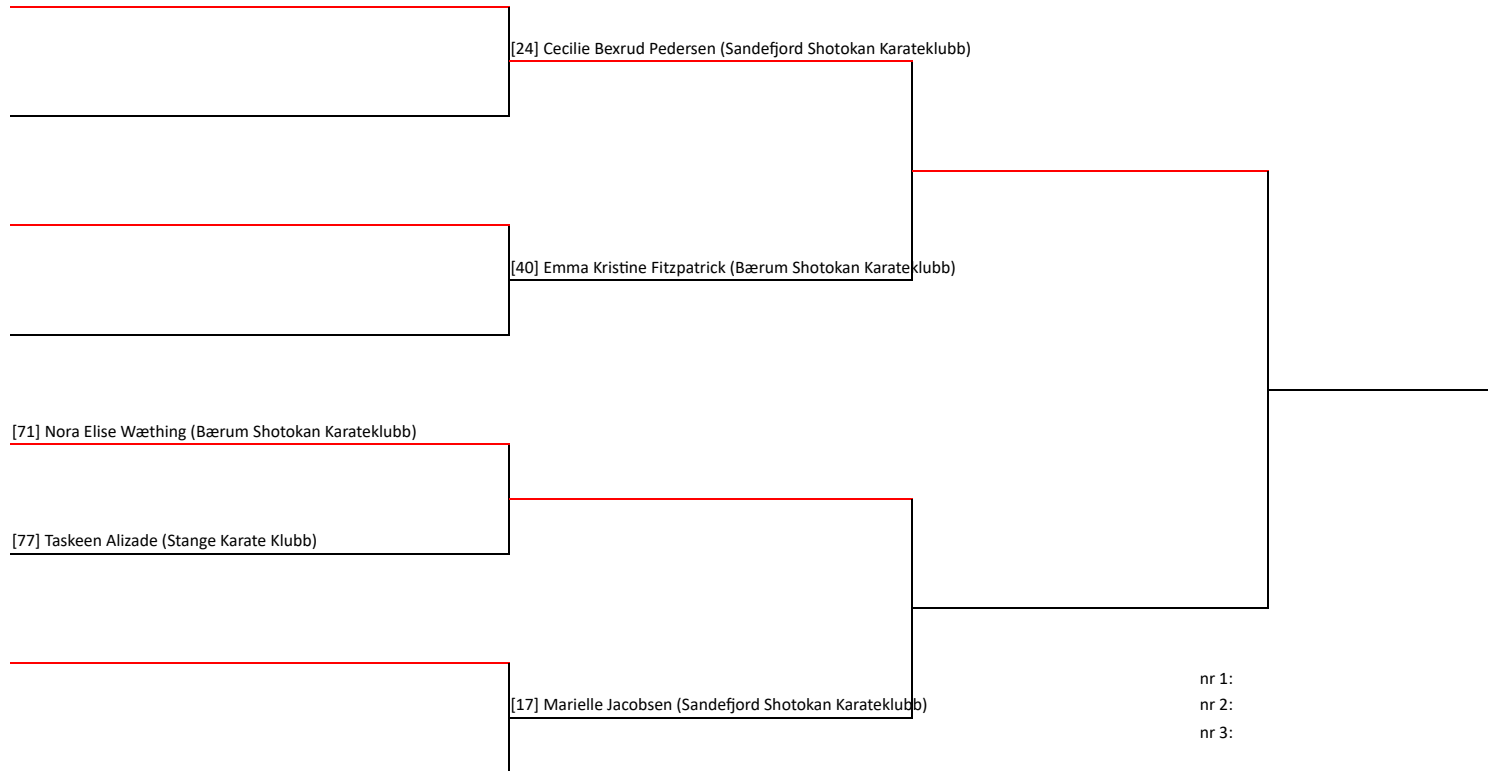 [24] Cecilie Bexrud Pedersen (Sandefjord Shotokan Karateklubb)
[40] Emma Kristine Fitzpatrick (Bærum Shotokan Karateklubb)
[71] Nora Elise Wæthing (Bærum Shotokan Karateklubb)
[77] Taskeen Alizade (Stange Karate Klubb)
[17] Marielle Jacobsen (Sandefjord Shotokan Karateklubb)
nr 1:
nr 2:
nr 3: